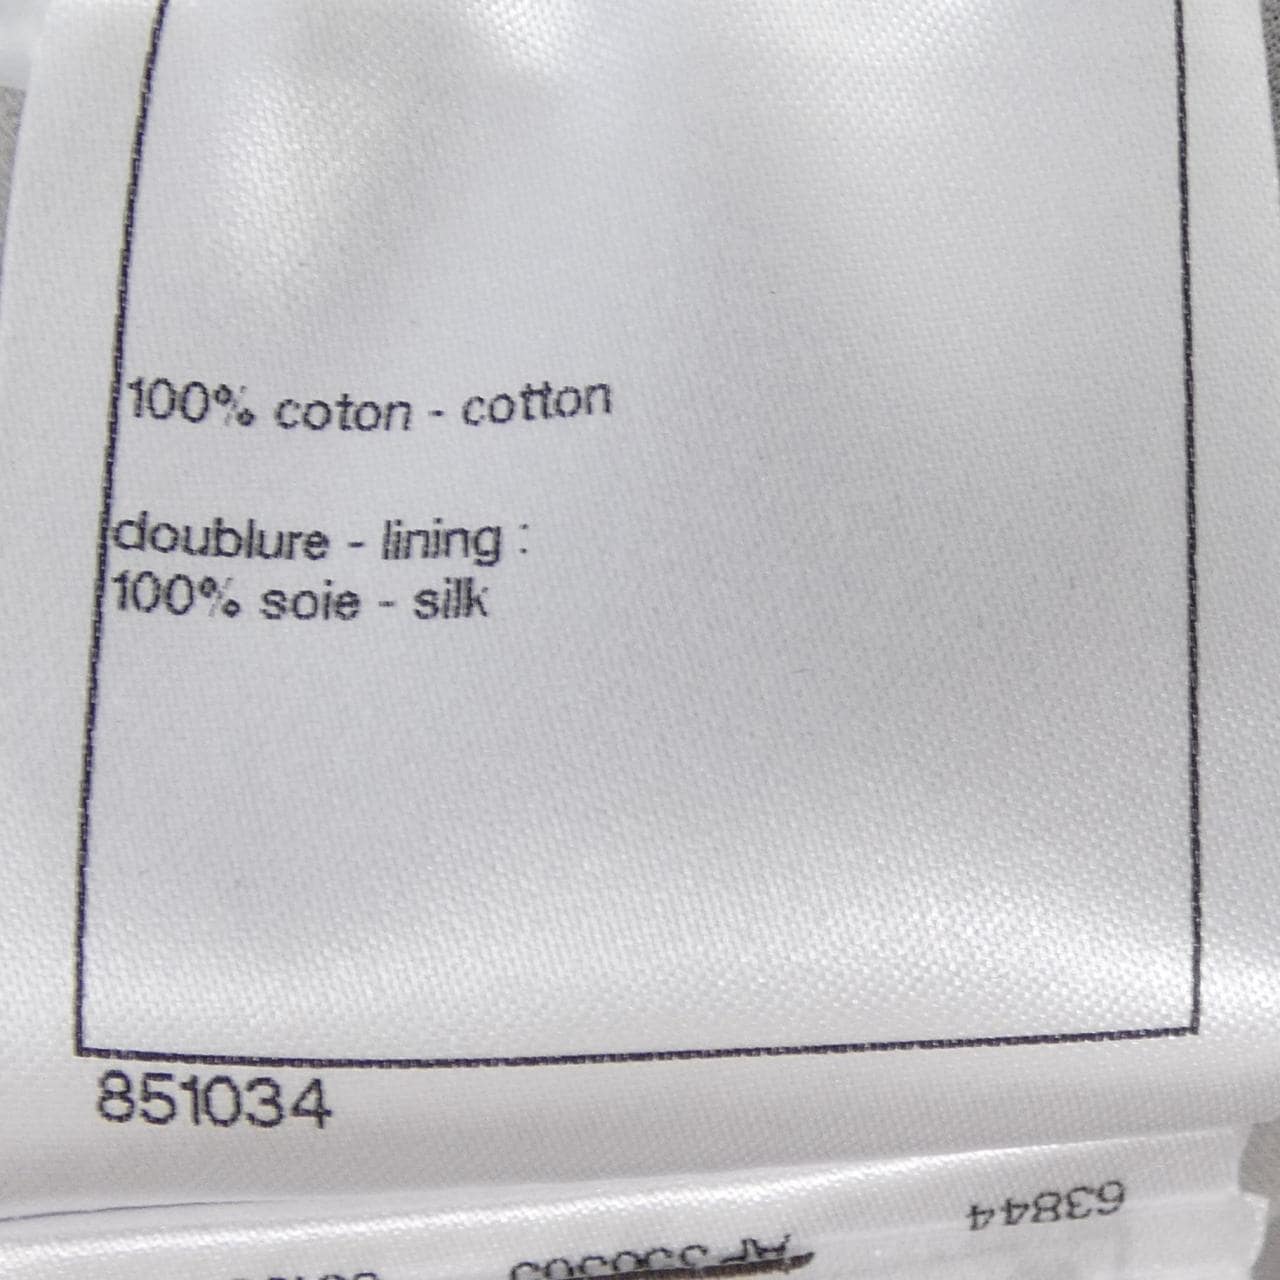 100% coton - cotton
doublure - lining :
100% soie - silk
851034
63844